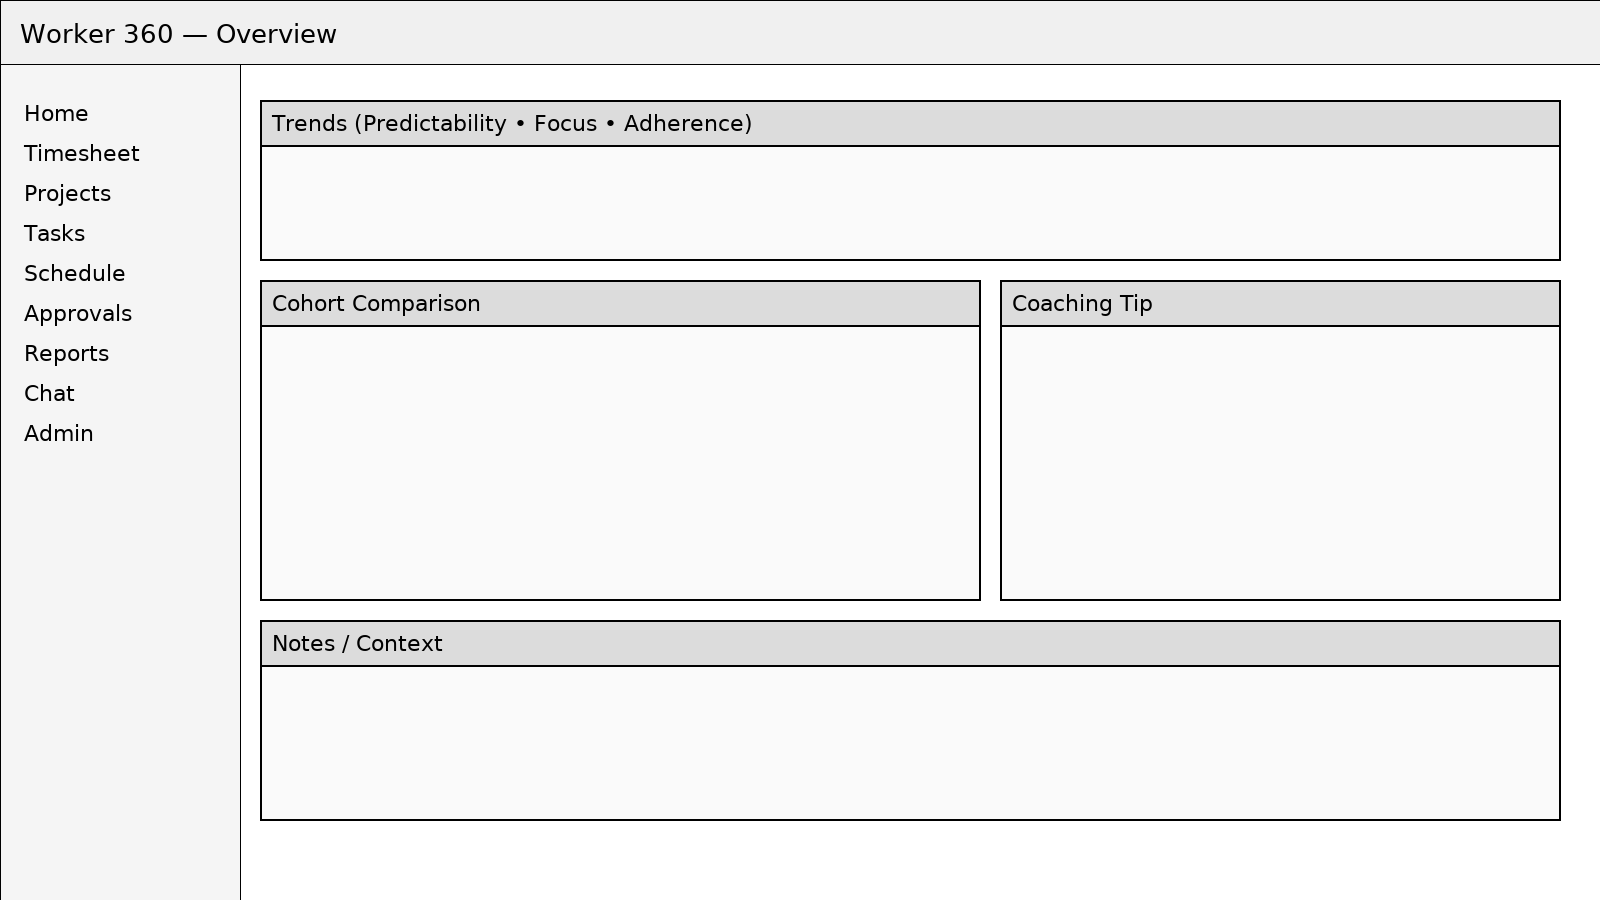 Worker 360 — Overview
Home
Timesheet
Projects
Tasks
Schedule
Approvals
Reports
Chat
Admin
Trends (Predictability • Focus • Adherence)
Cohort Comparison
Coaching Tip
Notes / Context